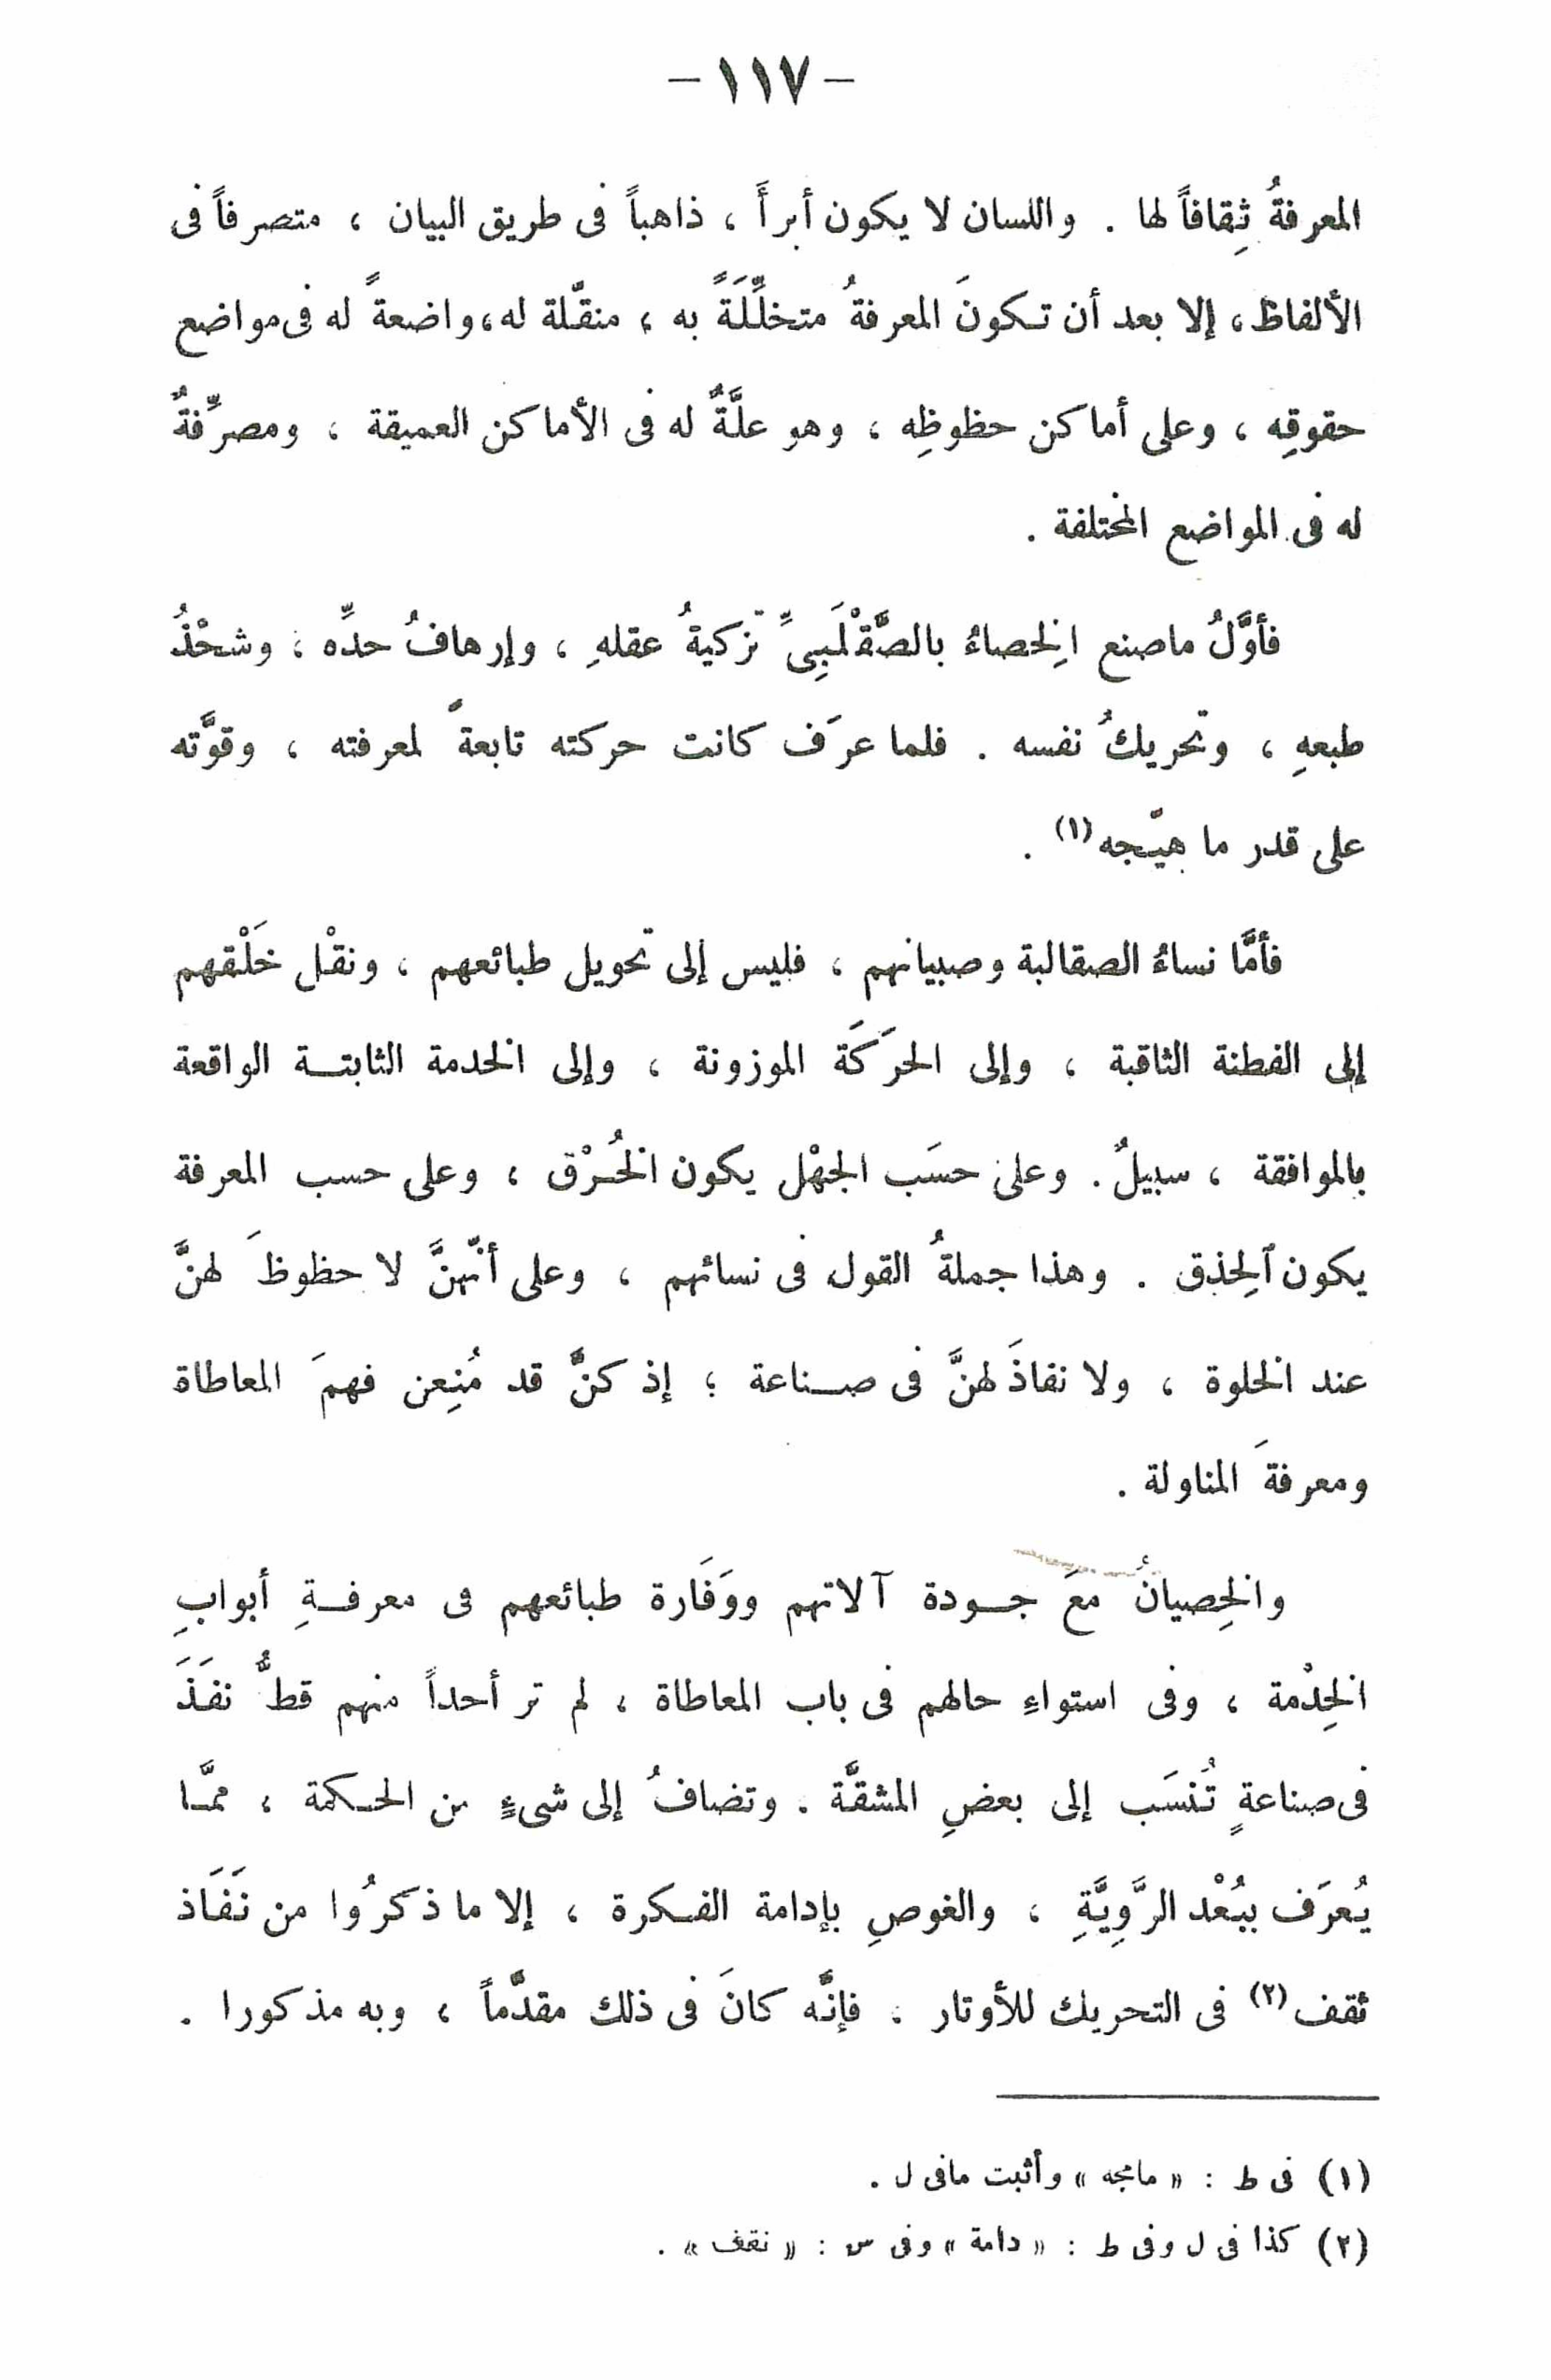 – ١١٧ –
المعرفةُ ثِقافاً لها . واللسان لا يكون أبرأَ ، ذاهباً فى طريق البيان ، متصرفاً فى
الألفاظ ، إلا بعد أن تكونَ المعرفةُ متخلِّلَةً به ، منقّلة له ، واضعةً له فى مواضع
حقوقِه ، وعلى أماكن حظوظِه ، وهو علَّةٌ له فى الأماكن العميقة ، ومصرِّفةٌ
له فى المواضع المختلفة .
فأوَّلُ ماصنع الخِصاءُ بالصَّقْلَبِىِّ تزكيةُ عقلهِ ، وإرهافُ حدِّه ، وشحْذُ
طبعهِ ، وتحريكُ نفسه . فلما عرَف كانت حركته تابعةً لمعرفته ، وقوَّته
على قدر ما هيّجه (١) .
فأمَّا نساءُ الصقالبة وصبيانهم ، فليس إلى تحويل طبائعهم ، ونقْل خَلْقهم
إلى الفطنة الثاقبة ، وإلى الحرَكَة الموزونة ، وإلى الخدمة الثابتة الواقعة
بالموافقة ، سبيلٌ . وعلى حسَب الجهْل يكون الخُرْق ، وعلى حسب المعرفة
يكون الحِذق . وهذا جملةُ القول فى نسائهم ، وعلى أنّهنَّ لا حظوظَ لهنَّ
عند الخلوة ، ولا نفاذَ لهنَّ فى صناعة ؛ إذ كنَّ قد مُنِعن فهمَ المعاطاة
ومعرفةَ المناولة .
والخِصيانُ معَ جودة آلاتهم ووَفَارة طبائعهم فى معرفةِ أبوابِ
الخِدْمة ، وفى استواءِ حالهم فى باب المعاطاة ، لم تر أحداً منهم قطُّ نفَذَ
فى صناعةٍ تُنسَب إلى بعضِ المشقَّة . وتضافُ إلى شىءٍ من الحكمة ، ممَّا
يُعرَف ببُعْد الرَّوِيَّةِ ، والغوصِ بإدامة الفكرة ، إلا ما ذكرُوا من نَفَاذ
ثقف (٢) فى التحريك للأوتار . فإنَّه كانَ فى ذلك مقدَّماً ، وبه مذكورا .
(١) فى ط : « مانجه » وأثبت مافى ل .
(٢) كذا فى ل وفى ط : « دامة » وفى س : « نقف » .